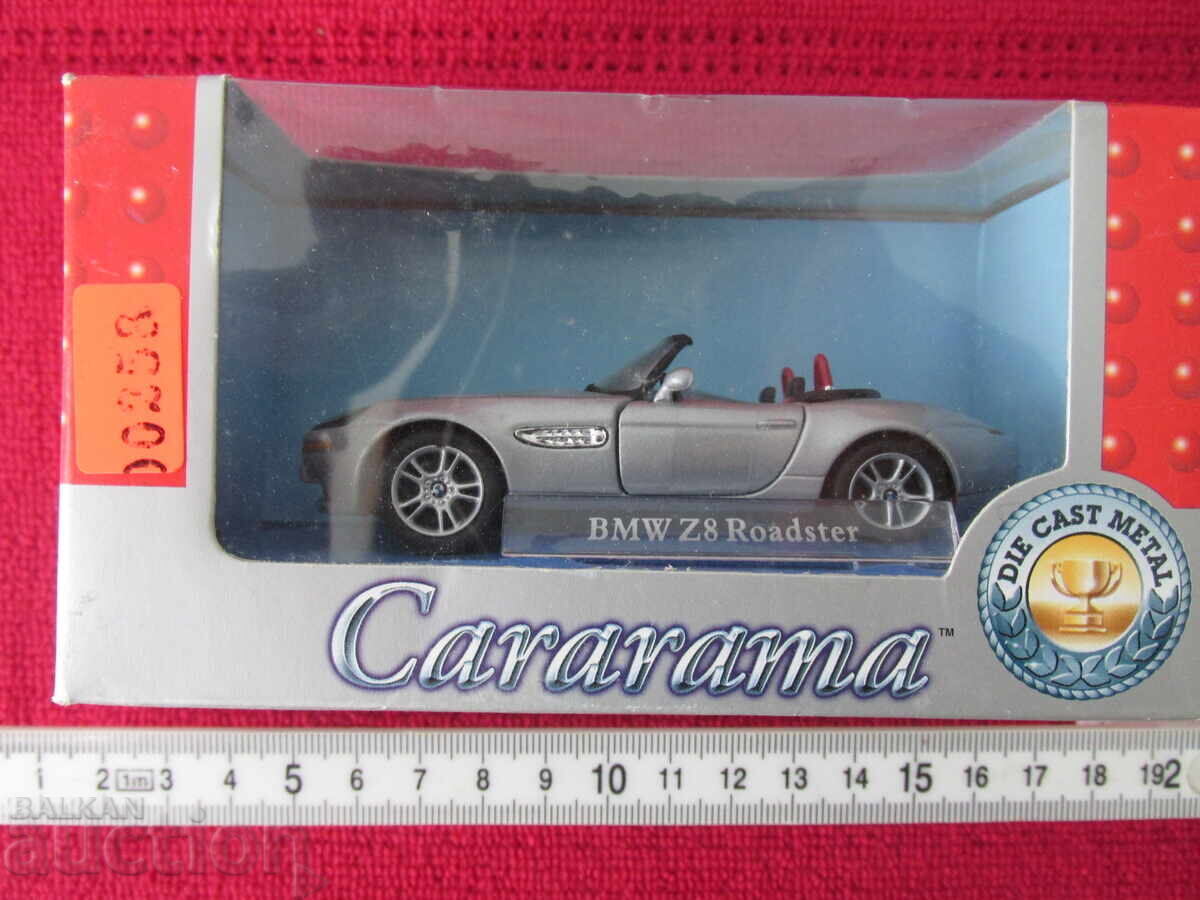 00258
BMW Z8 Roadster
DIE CAST METAL
Cararama™
1 2 1m 3 4 5 6 7 8 9 10 11 12 13 14 15 16 17 18 19 2
BALKAN
auction